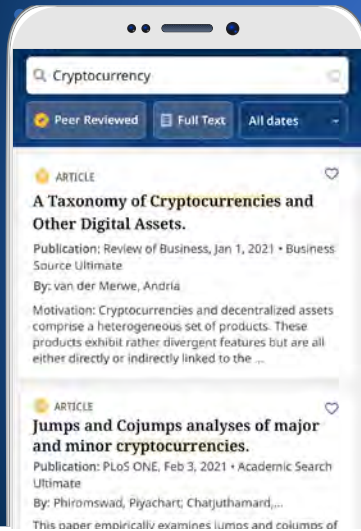 Cryptocurrency
Peer Reviewed
Full Text
All dates
ARTICLE
A Taxonomy of Cryptocurrencies and
Other Digital Assets.
Publication: Review of Business, Jan 1, 2021 • Business
Source Ultimate
By: van der Merwe, Andria
Motivation: Cryptocurrencies and decentralized assets
comprise a heterogeneous set of products. These
products exhibit rather divergent features but are all
either directly or indirectly linked to the ...
ARTICLE
Jumps and Cojumps analyses of major
and minor cryptocurrencies.
Publication: PLoS ONE, Feb 3, 2021 • Academic Search
Ultimate
By: Phiromswad, Piyachart; Chatjuthamard,...
This paper empirically examines jumps and cojumps of